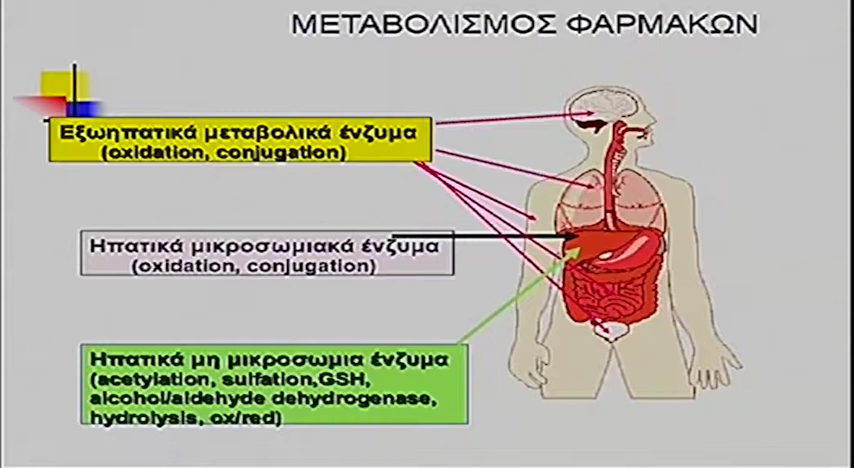 ΜΕΤΑΒΟΛΙΣΜΟΣ ΦΑΡΜΑΚΩΝ
Εξωηπατικά μεταβολικά ένζυμα
(oxidation, conjugation)
Ηπατικά μικροσωμιακά ένζυμα
(oxidation, conjugation)
Ηπατικά μη μικροσωμια ένζυμα
(acetylation, sulfation,GSH,
alcohol/aldehyde dehydrogenase,
hydrolysis, ox/red)